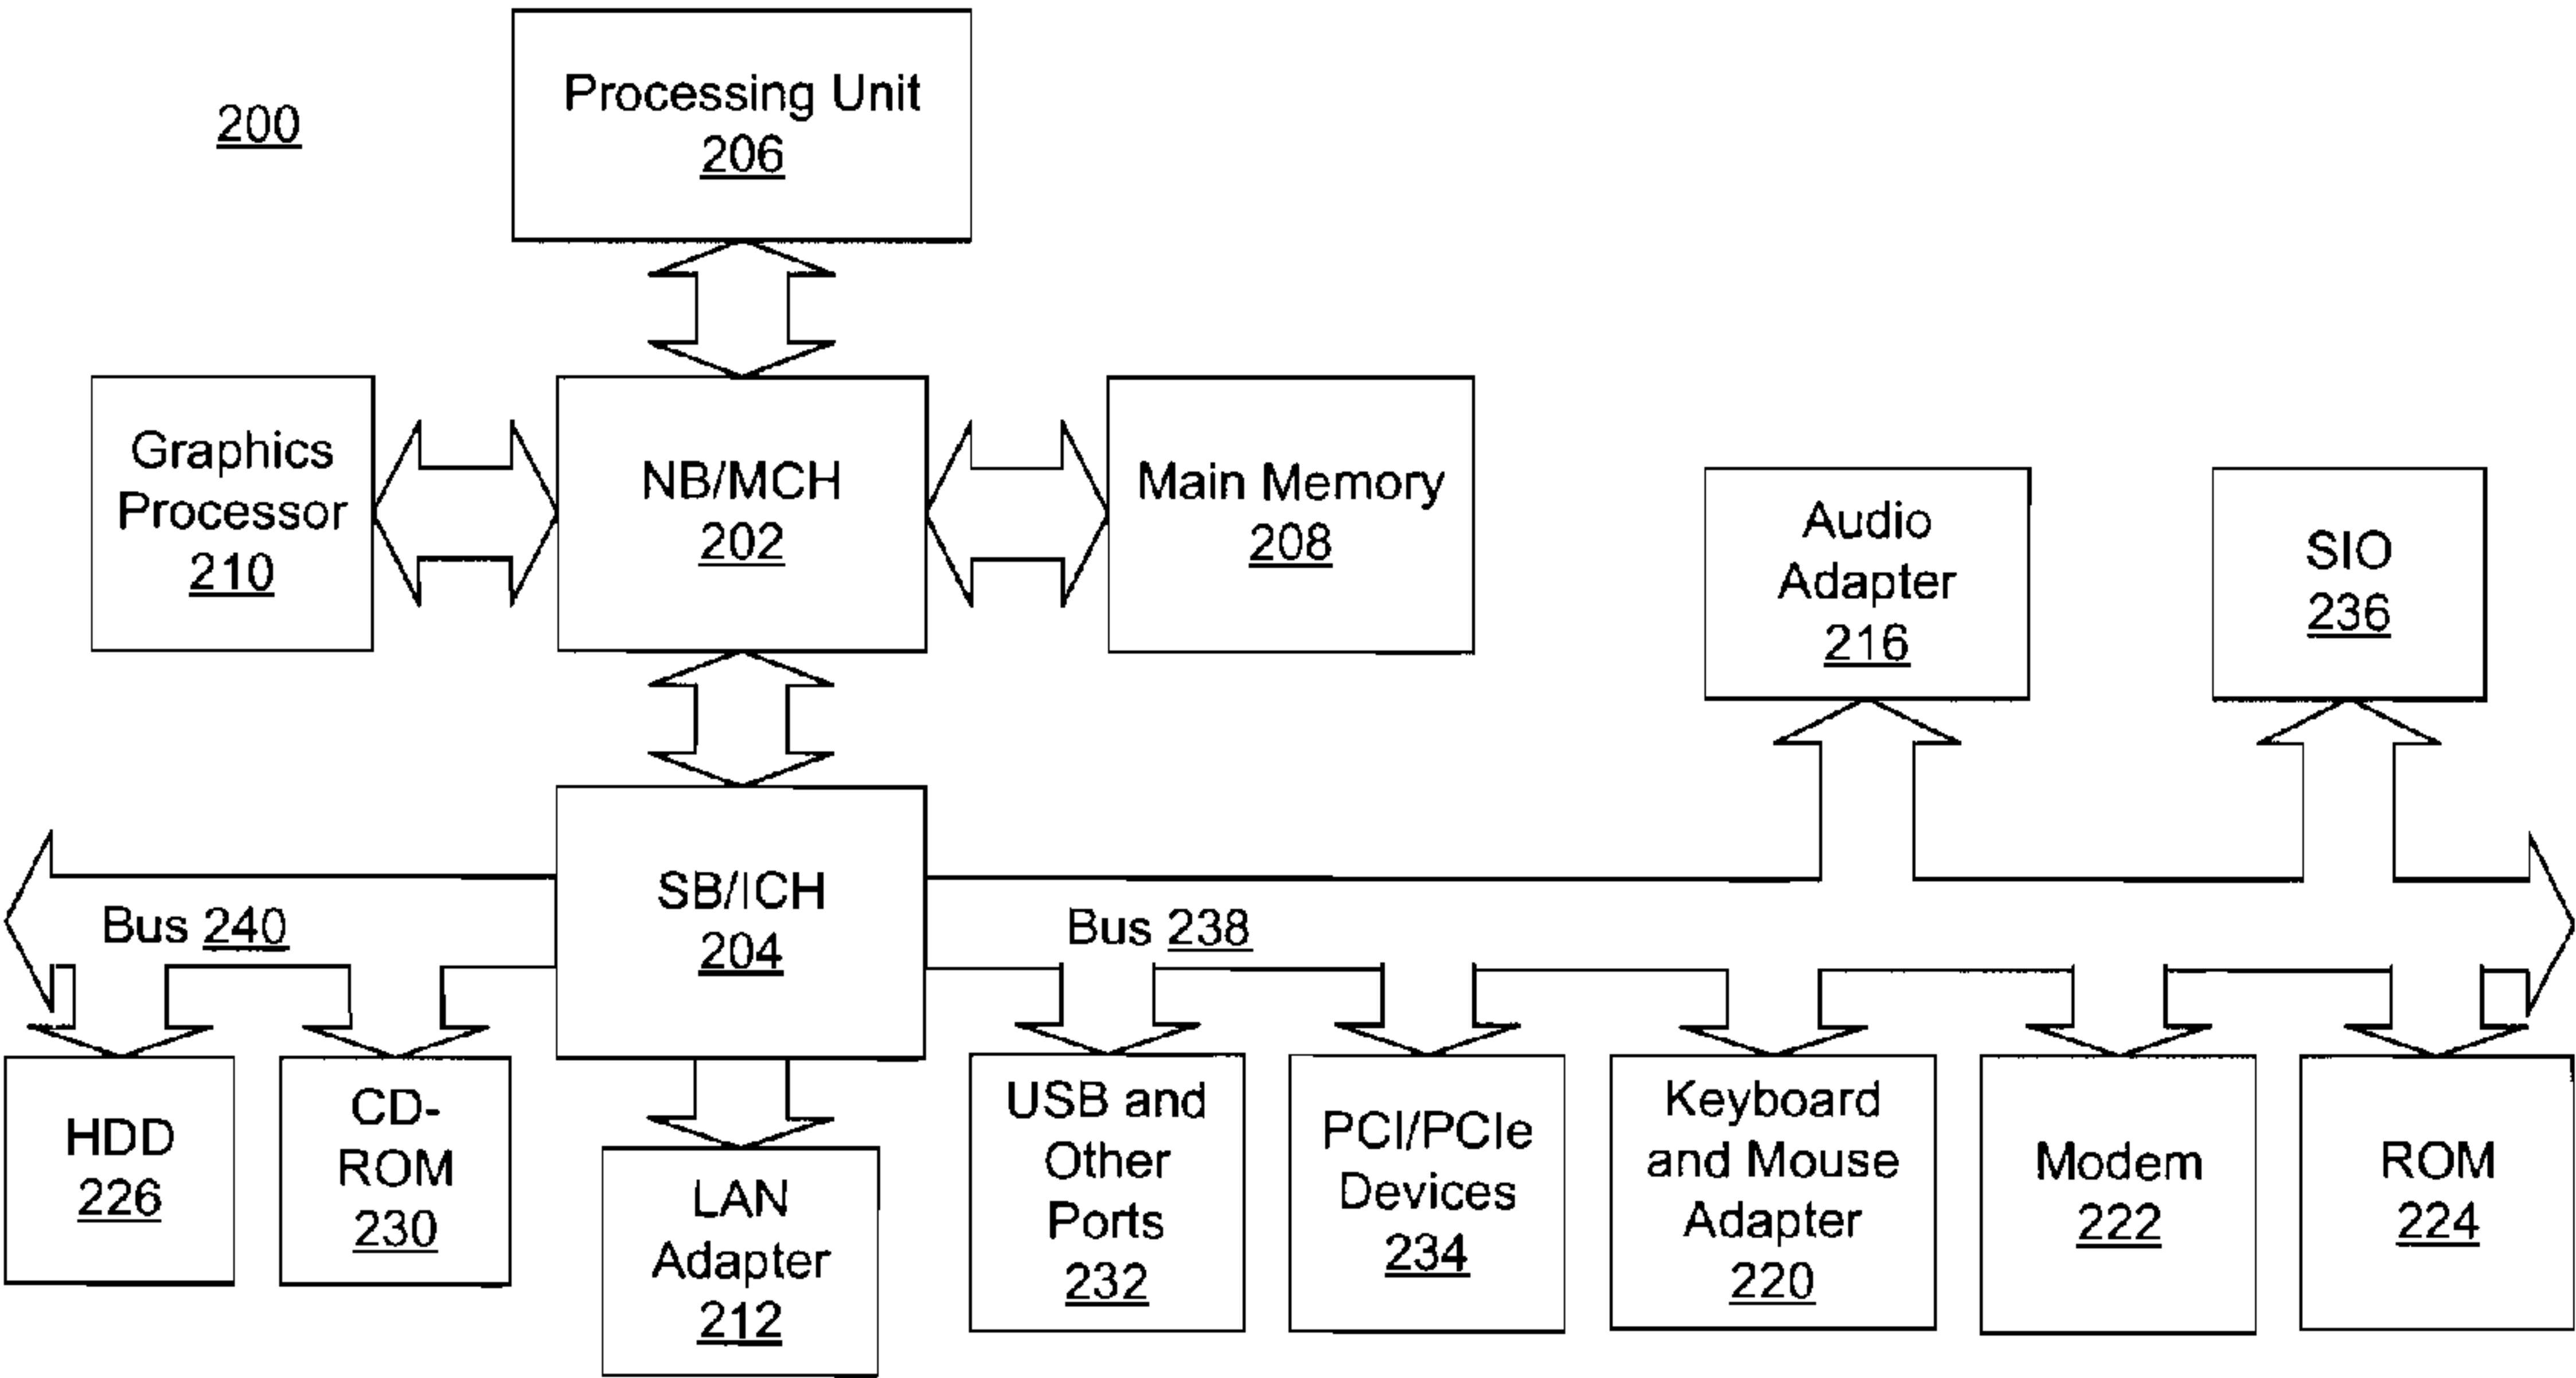 Processing Unit
206
200
Graphics
Processor
210
NB/MCH
202
Main Memory
208
Audio
Adapter
216
SIO
236
SB/ICH
204
Bus 240
Bus 238
HDD
226
CD-
ROM
230
LAN
Adapter
212
USB and
Other
Ports
232
PCI/PCIe
Devices
234
Keyboard
and Mouse
Adapter
220
Modem
222
ROM
224